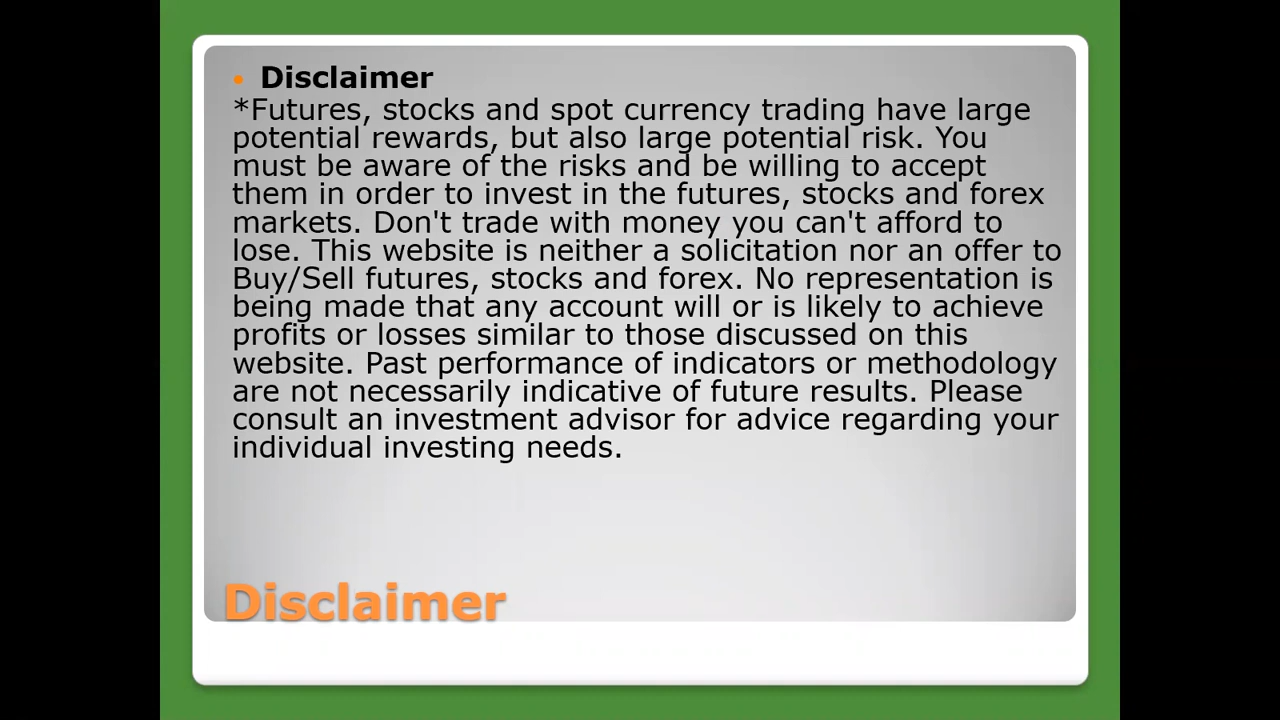 • Disclaimer
*Futures, stocks and spot currency trading have large
potential rewards, but also large potential risk. You
must be aware of the risks and be willing to accept
them in order to invest in the futures, stocks and forex
markets. Don't trade with money you can't afford to
lose. This website is neither a solicitation nor an offer to
Buy/Sell futures, stocks and forex. No representation is
being made that any account will or is likely to achieve
profits or losses similar to those discussed on this
website. Past performance of indicators or methodology
are not necessarily indicative of future results. Please
consult an investment advisor for advice regarding your
individual investing needs.
Disclaimer